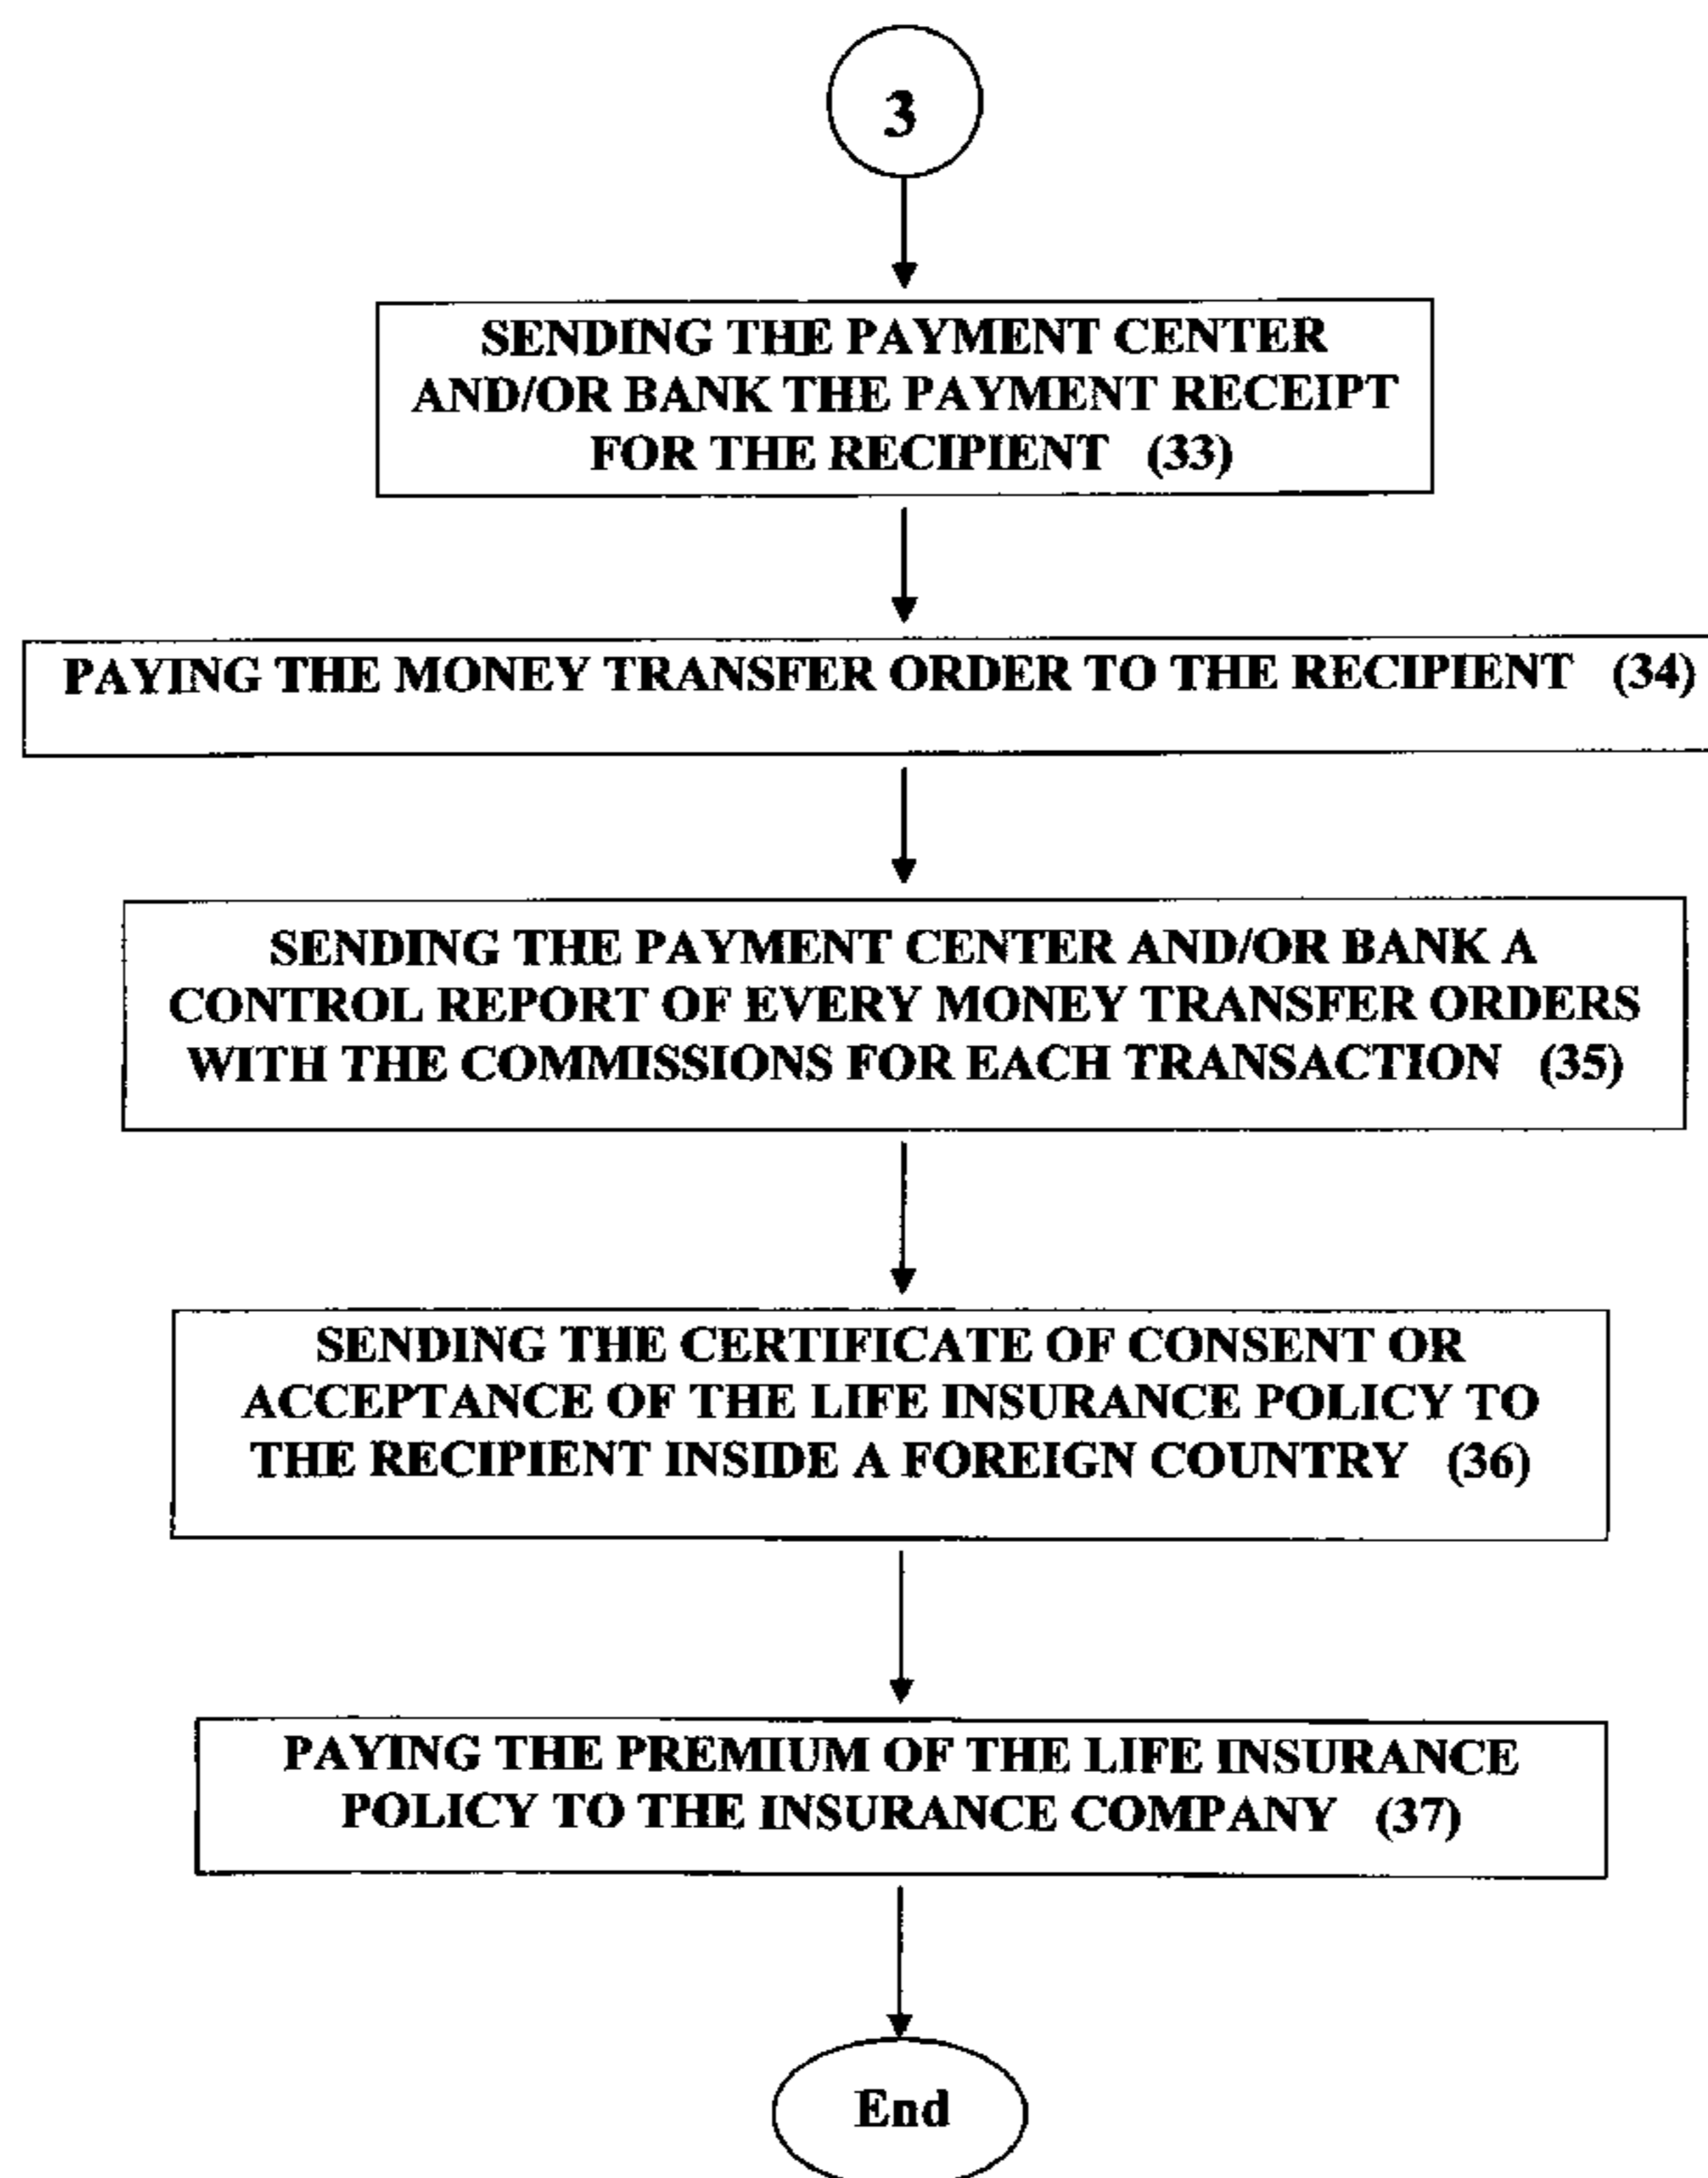 3
SENDING THE PAYMENT CENTER
AND/OR BANK THE PAYMENT RECEIPT
FOR THE RECIPIENT (33)
PAYING THE MONEY TRANSFER ORDER TO THE RECIPIENT (34)
SENDING THE PAYMENT CENTER AND/OR BANK A
CONTROL REPORT OF EVERY MONEY TRANSFER ORDERS
WITH THE COMMISSIONS FOR EACH TRANSACTION (35)
SENDING THE CERTIFICATE OF CONSENT OR
ACCEPTANCE OF THE LIFE INSURANCE POLICY TO
THE RECIPIENT INSIDE A FOREIGN COUNTRY (36)
PAYING THE PREMIUM OF THE LIFE INSURANCE
POLICY TO THE INSURANCE COMPANY (37)
End